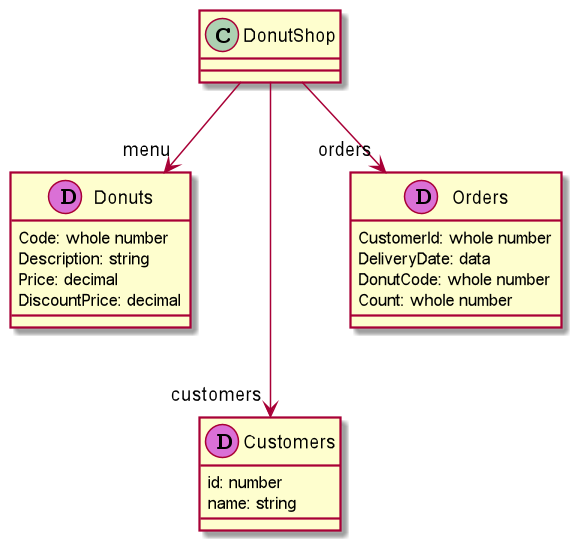 C DonutShop
menu
orders
D Donuts
Code: whole number
Description: string
Price: decimal
DiscountPrice: decimal
D Orders
CustomerId: whole number
DeliveryDate: data
DonutCode: whole number
Count: whole number
customers
D Customers
id: number
name: string